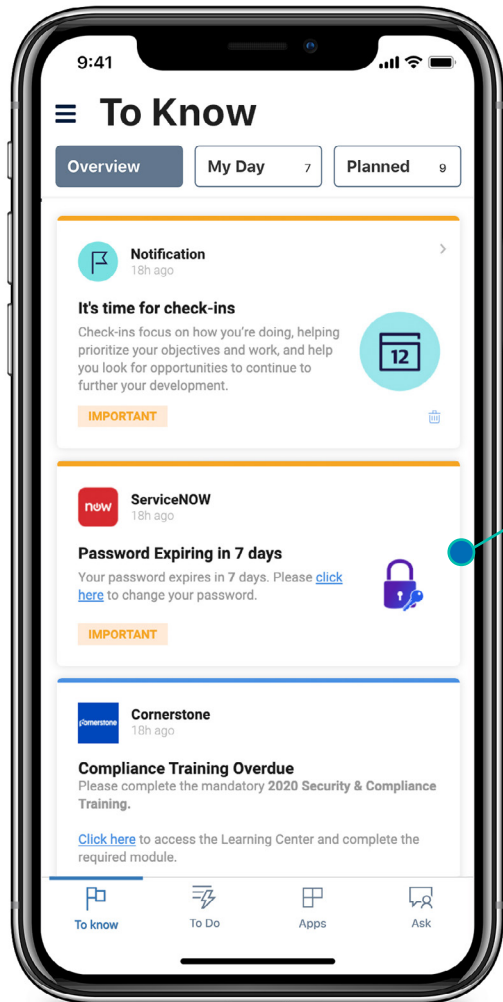 9:41
To Know
Overview
My Day 7
Planned 9
Notification
18h ago
It's time for check-ins
Check-ins focus on how you're doing, helping
prioritize your objectives and work, and help
you look for opportunities to continue to
further your development.
12
IMPORTANT
now
ServiceNOW
18h ago
Password Expiring in 7 days
Your password expires in 7 days. Please click
here to change your password.
IMPORTANT
cornerstone
Cornerstone
18h ago
Compliance Training Overdue
Please complete the mandatory 2020 Security & Compliance
Training.
Click here to access the Learning Center and complete the
required module.
To know
To Do
Apps
Ask